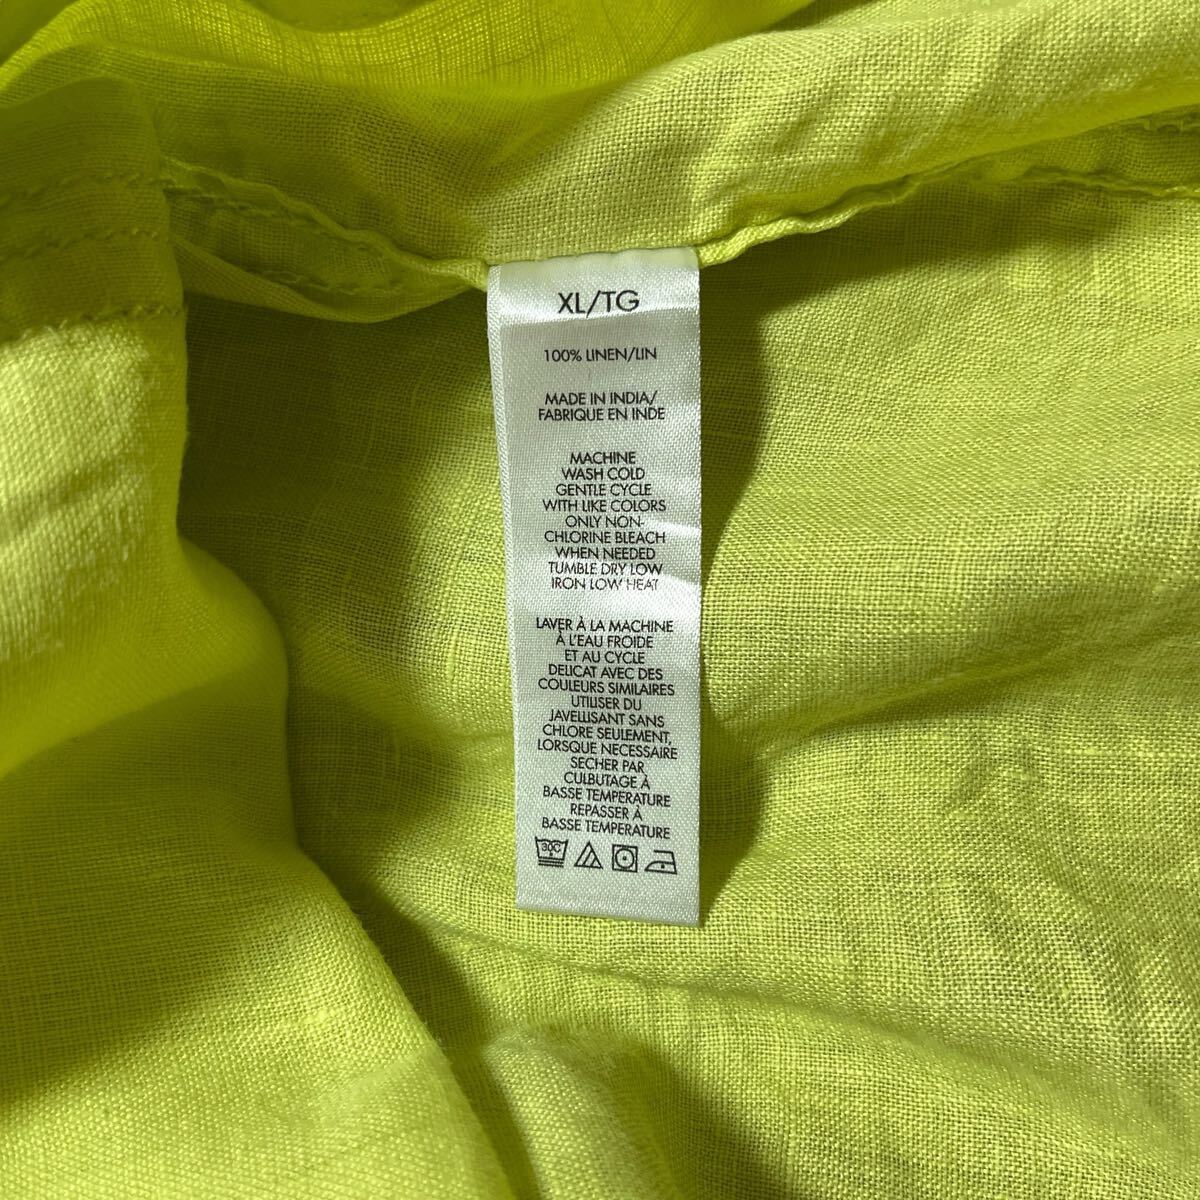 XL/TG
100% LINEN/LIN
MADE IN INDIA/
FABRIQUE EN INDE
MACHINE
WASH COLD
GENTLE CYCLE
WITH LIKE COLORS
ONLY NON-
CHLORINE BLEACH
WHEN NEEDED
TUMBLE DRY LOW
IRON LOW HEAT
LAVER À LA MACHINE
À L'EAU FROIDE
ET AU CYCLE
DELICAT AVEC DES
COULEURS SIMILAIRES
UTILISER DU
JAVELLISANT SANS
CHLORE SEULEMENT,
LORSQUE NECESSAIRE
SECHER PAR
CULBUTAGE À
BASSE TEMPERATURE
REPASSER À
BASSE TEMPERATURE
30C